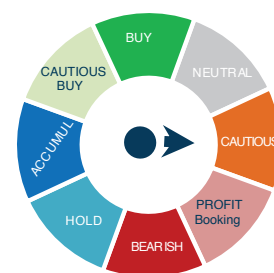 BUY
NEUTRAL
CAUTIOUS
PROFIT
Booking
BEARISH
HOLD
ACCUMUL
CAUTIOUS
BUY